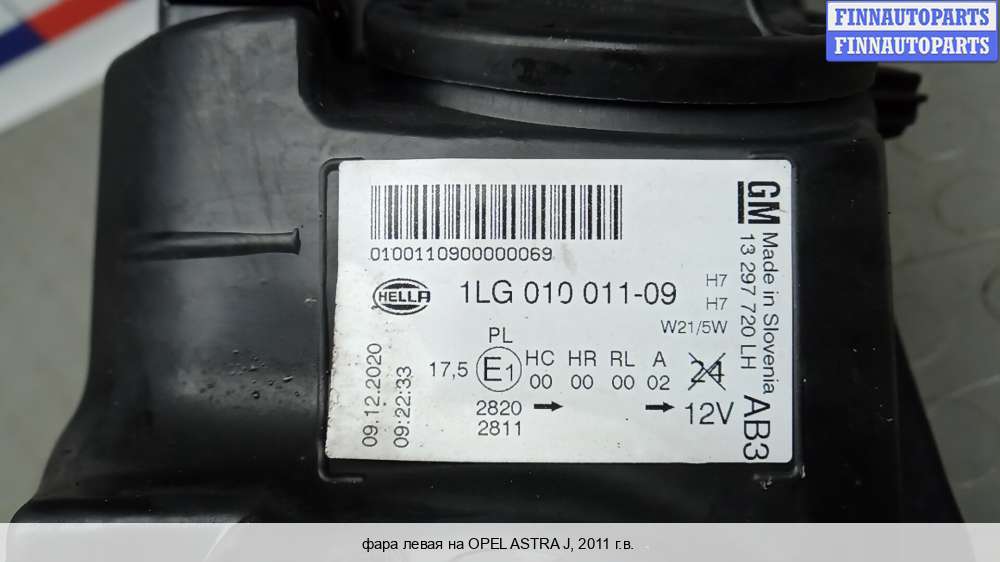 FINNAUTOPARTS
FINNAUTOPARTS
01001109000000069
HELLA
1LG 010 011-09
H7
H7
W21/5W
PL
17,5 E1
HC HR RL A
00 00 00 02
24
2820
2811
12V
09.12.2020
09:22:33
GM
Made in Slovenia
13 297 720 LH
AB3
фара левая на OPEL ASTRA J, 2011 г.в.